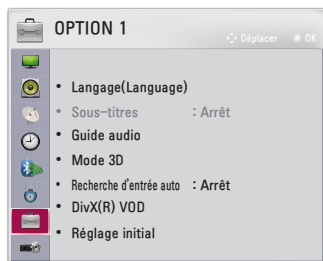 OPTION 1
Déplacer OK
• Langage(Language)
• Sous-titres : Arrêt
• Guide audio
• Mode 3D
• Recherche d'entrée auto : Arrêt
• DivX(R) VOD
• Réglage initial